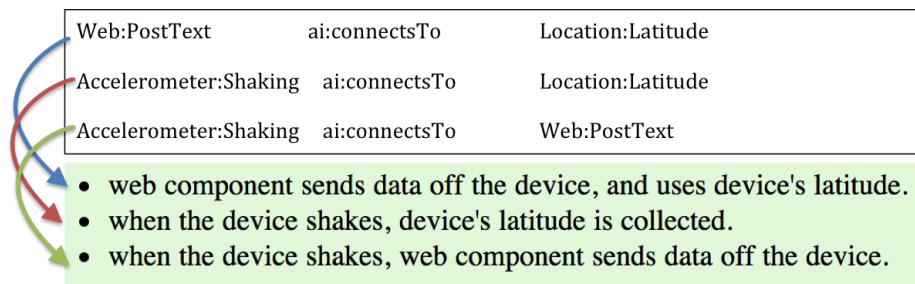 Web:PostText ai:connectsTo Location:Latitude
Accelerometer:Shaking ai:connectsTo Location:Latitude
Accelerometer:Shaking ai:connectsTo Web:PostText
• web component sends data off the device, and uses device's latitude.
• when the device shakes, device's latitude is collected.
• when the device shakes, web component sends data off the device.